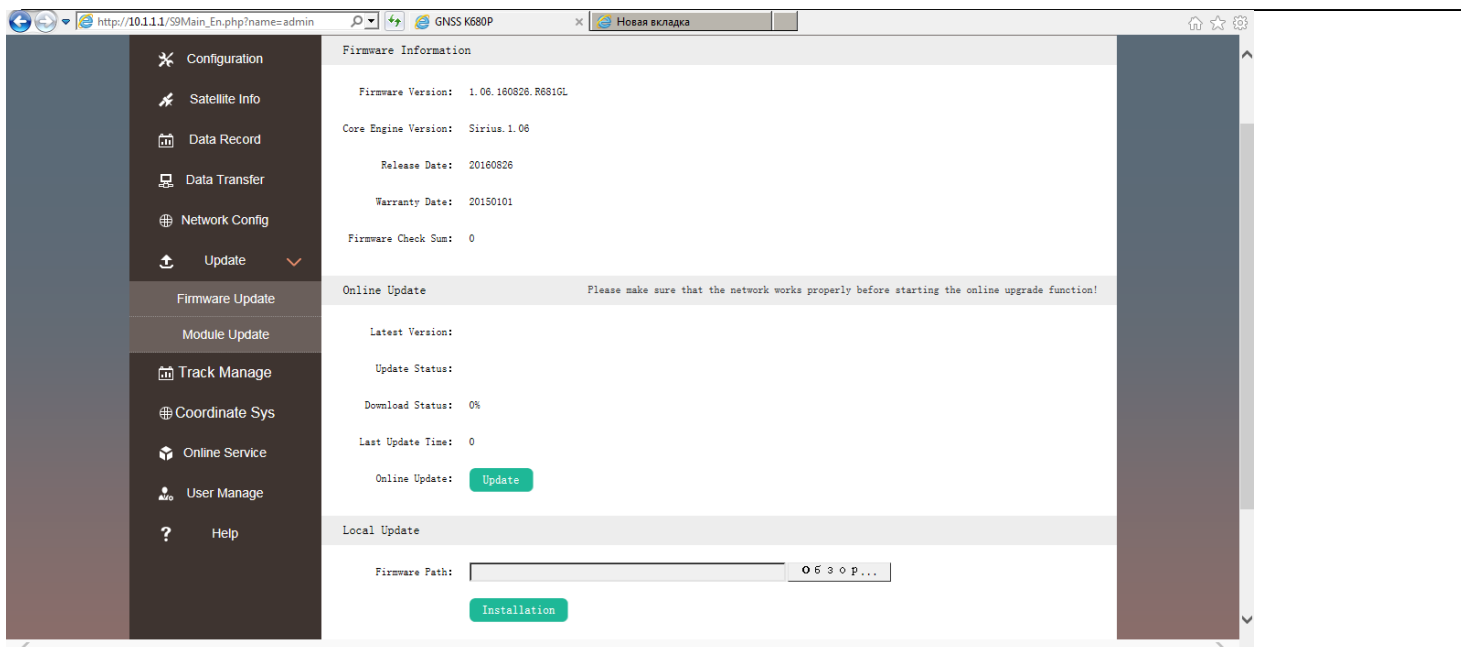 http://10.1.1.1/S9Main_En.php?name=admin
GNSS K680P
Новая вкладка
Configuration
Satellite Info
Data Record
Data Transfer
Network Config
Update
Firmware Update
Module Update
Track Manage
Coordinate Sys
Online Service
User Manage
Help
Firmware Information
Firmware Version: 1.06.160826.R681GL
Core Engine Version: Sirius.1.06
Release Date: 20160826
Warranty Date: 20150101
Firmware Check Sum: 0
Online Update Please make sure that the network works properly before starting the online upgrade function!
Latest Version:
Update Status:
Download Status: 0%
Last Update Time: 0
Online Update: Update
Local Update
Firmware Path: Обзор...
Installation